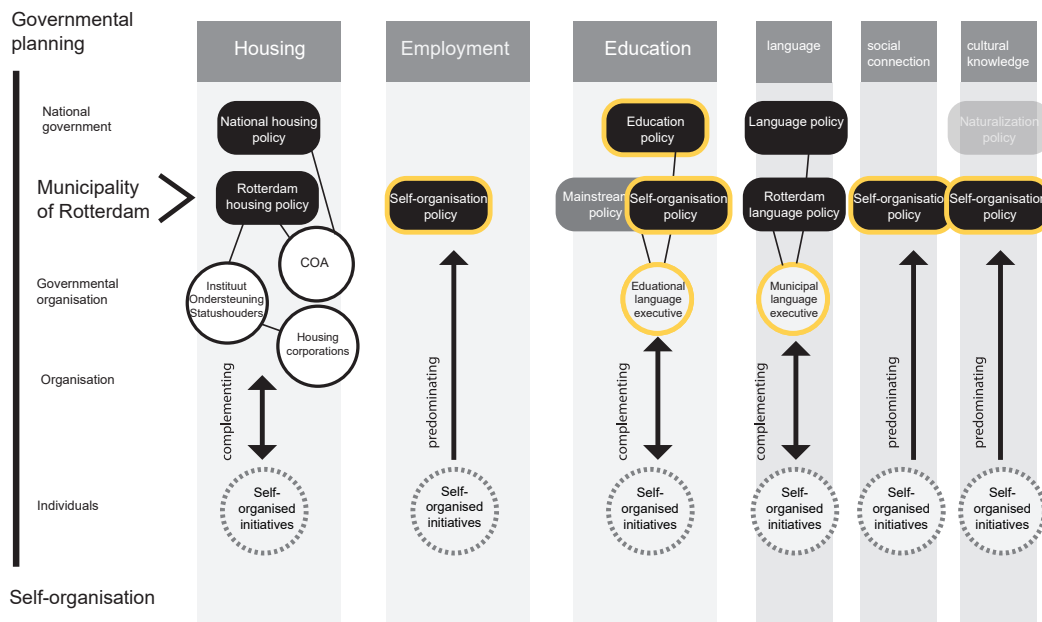 Governmental
planning
Housing
Employment
Education
language
social
connection
cultural
knowledge
National
government
National housing
policy
Education
policy
Language policy
Naturalization
policy
Municipality
of Rotterdam
Rotterdam
housing policy
Self-organisation
policy
Mainstream
policy
Self-organisation
policy
Rotterdam
language policy
Self-organisation
policy
Self-organisation
policy
Governmental
organisation
COA
Instituut
Ondersteuning
Statushouders
Housing
corporations
Eduational
language
executive
Municipal
language
executive
Organisation
complementing
predominating
complementing
complementing
predominating
predominating
Individuals
Self-
organised
initiatives
Self-
organised
initiatives
Self-
organised
initiatives
Self-
organised
initiatives
Self-
organised
initiatives
Self-
organised
initiatives
Self-organisation